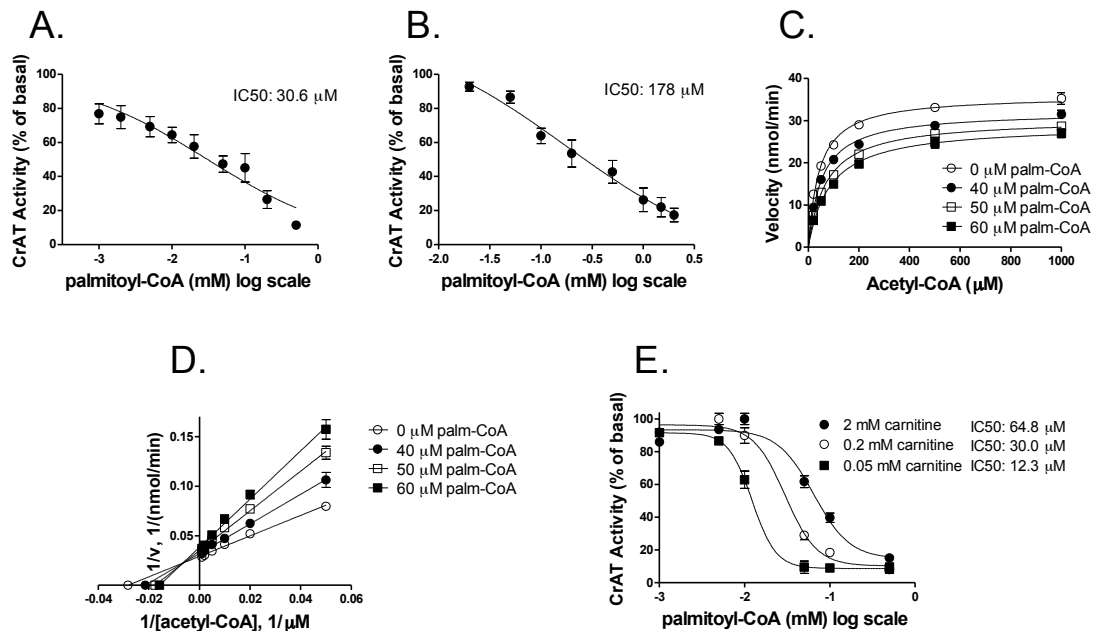 A.
CrAT Activity (% of basal)
100
80
60
40
20
0
-3
-2
-1
0
palmitoyl-CoA (mM) log scale
IC50: 30.6 μM
B.
CrAT Activity (% of basal)
100
80
60
40
20
0
-2.0
-1.5
-1.0
-0.5
0.0
0.5
palmitoyl-CoA (mM) log scale
IC50: 178 μM
C.
Velocity (nmol/min)
40
30
20
10
0
0
200
400
600
800
1000
Acetyl-CoA (μM)
0 μM palm-CoA
40 μM palm-CoA
50 μM palm-CoA
60 μM palm-CoA
D.
1/v, 1/(nmol/min)
0.15
0.10
0.05
-0.04
-0.02
0.00
0.02
0.04
0.06
1/[acetyl-CoA], 1/μM
0 μM palm-CoA
40 μM palm-CoA
50 μM palm-CoA
60 μM palm-CoA
E.
CrAT Activity (% of basal)
100
80
60
40
20
0
-3
-2
-1
palmitoyl-CoA (mM) log scale
2 mM carnitine IC50: 64.8 μM
0.2 mM carnitine IC50: 30.0 μM
0.05 mM carnitine IC50: 12.3 μM